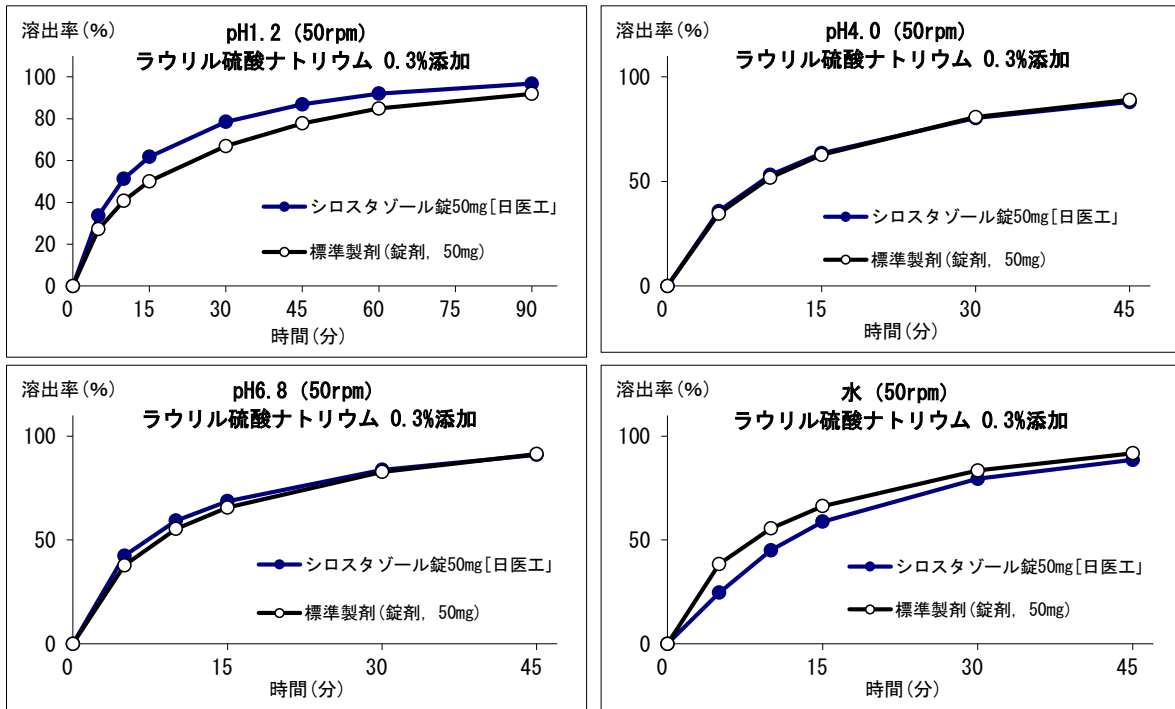 溶出率(%)
pH1.2 (50rpm)
ラウリル硫酸ナトリウム 0.3%添加
100
80
60
40
20
0
シロスタゾール錠50mg[日医工」
標準製剤(錠剤, 50mg)
0 15 30 45 60 75 90
時間(分)
溶出率(%)
pH4.0 (50rpm)
ラウリル硫酸ナトリウム 0.3%添加
100
50
0
シロスタゾール錠50mg[日医工」
標準製剤(錠剤, 50mg)
0 15 30 45
時間(分)
溶出率(%)
pH6.8 (50rpm)
ラウリル硫酸ナトリウム 0.3%添加
100
50
0
シロスタゾール錠50mg[日医工」
標準製剤(錠剤, 50mg)
0 15 30 45
時間(分)
溶出率(%)
水 (50rpm)
ラウリル硫酸ナトリウム 0.3%添加
100
50
0
シロスタゾール錠50mg[日医工」
標準製剤(錠剤, 50mg)
0 15 30 45
時間(分)